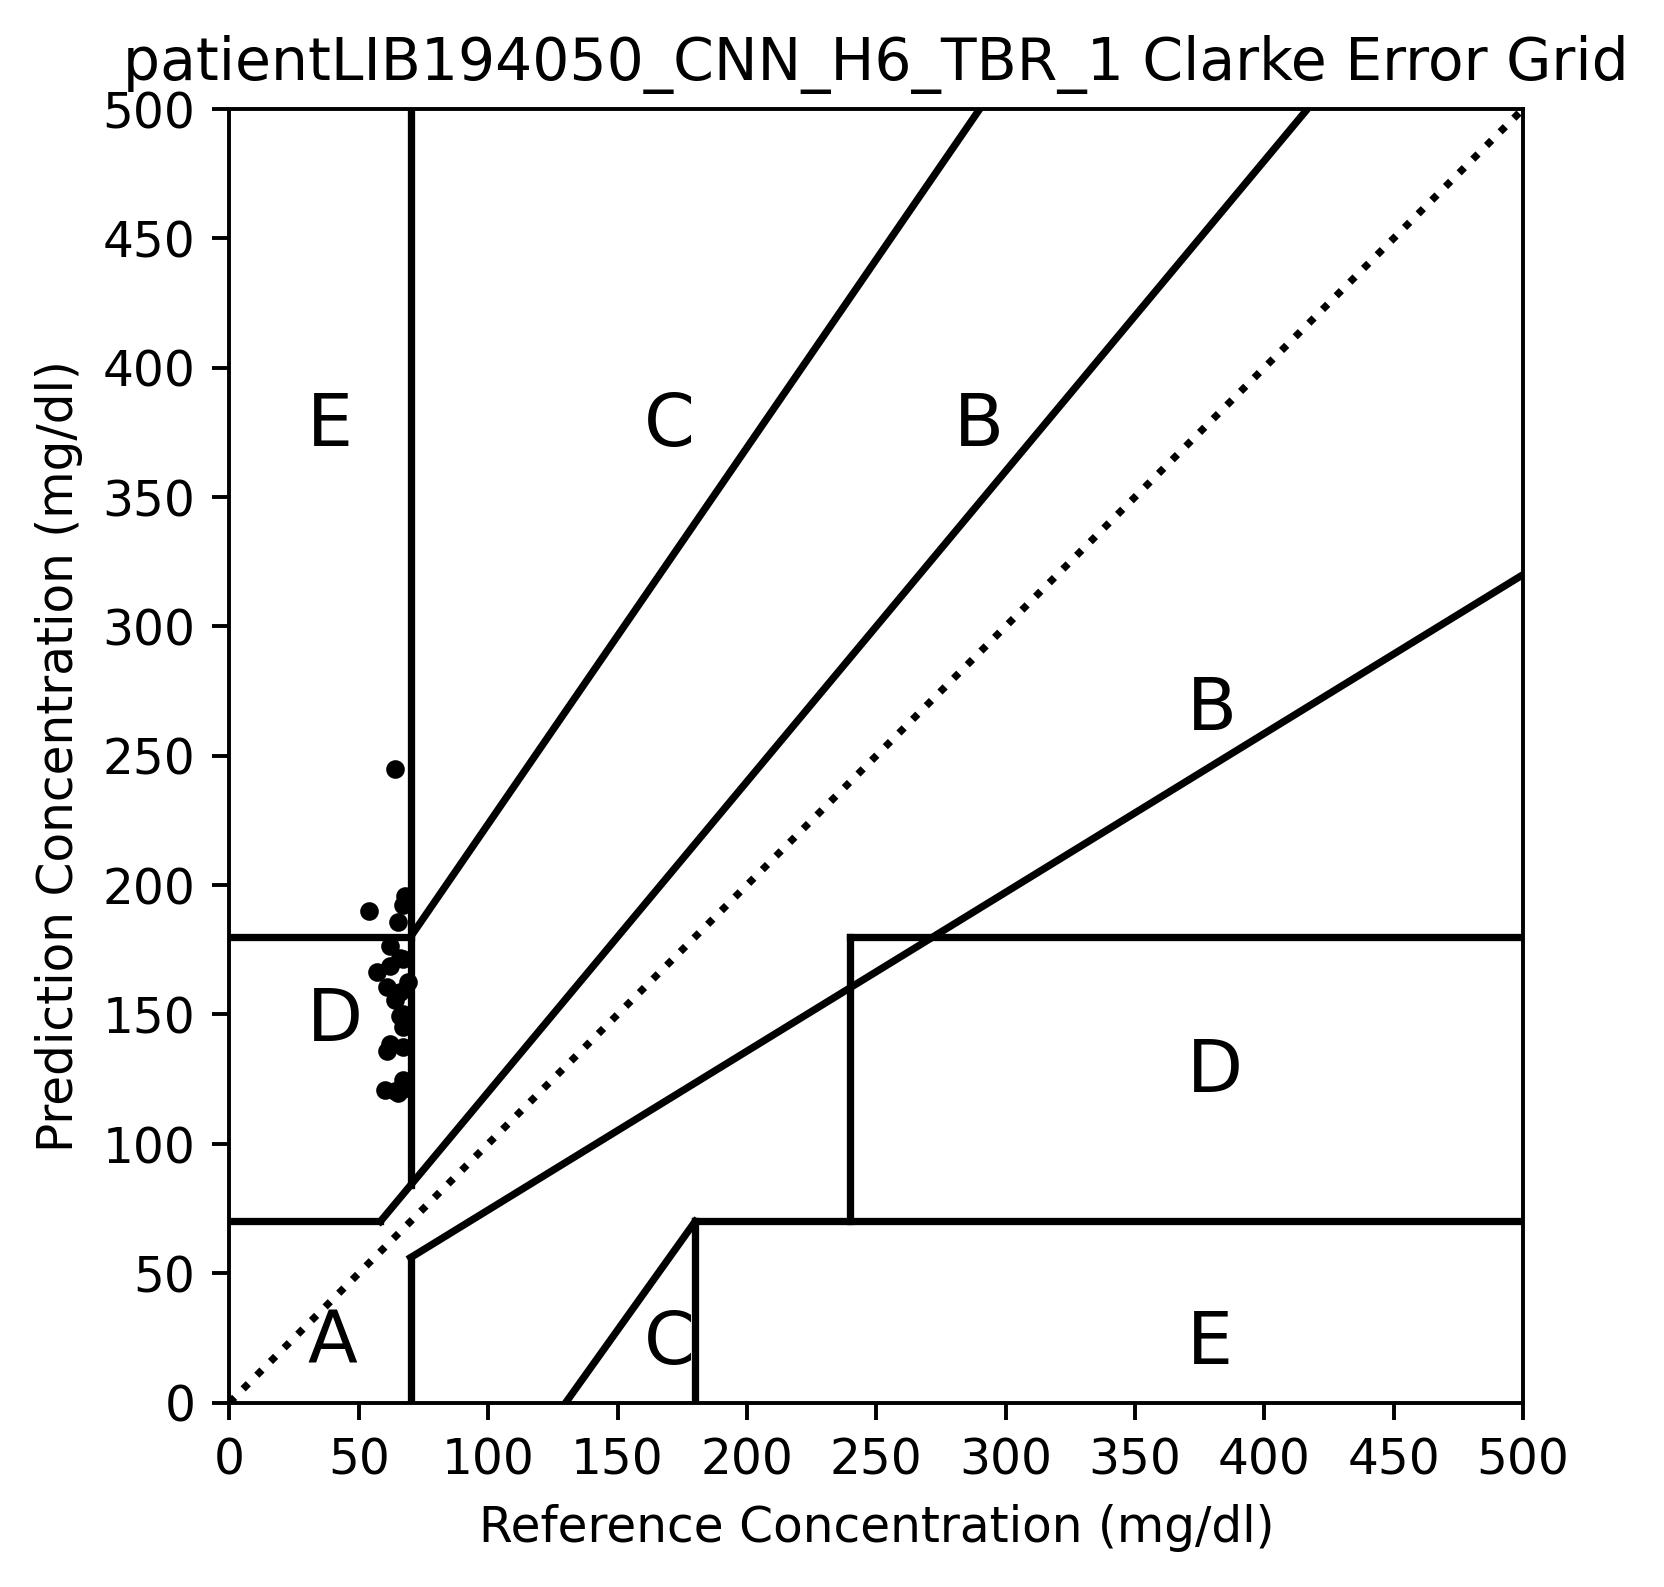 patientLIB194050_CNN_H6_TBR_1 Clarke Error Grid
500
450
400
350
300
250
200
150
100
50
0
Prediction Concentration (mg/dl)
E
C
B
B
D
D
A
C
E
0 50 100 150 200 250 300 350 400 450 500
Reference Concentration (mg/dl)